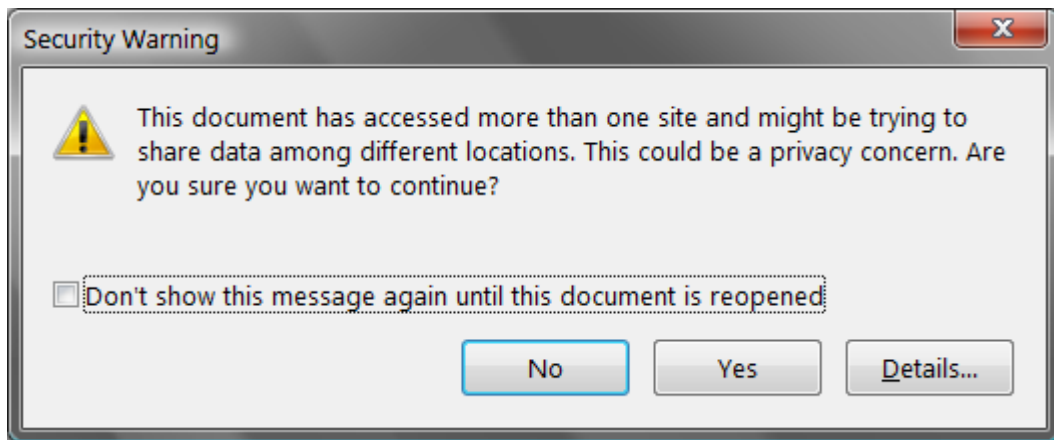 Security Warning
This document has accessed more than one site and might be trying to
share data among different locations. This could be a privacy concern. Are
you sure you want to continue?
Don't show this message again until this document is reopened
No Yes Details...